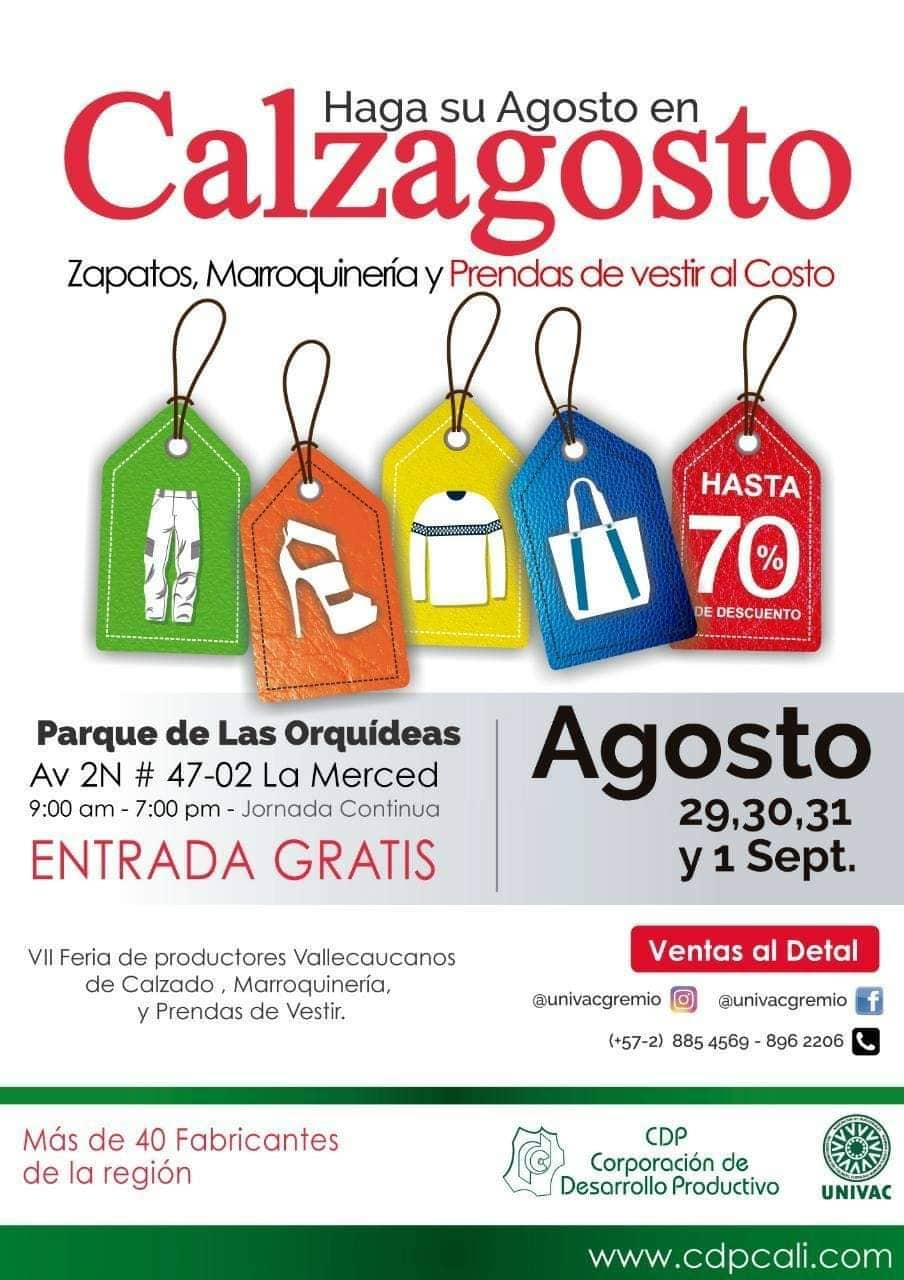 Haga su Agosto en
Calzagosto
Zapatos, Marroquinería y Prendas de vestir al Costo
HASTA
70%
DE DESCUENTO
Parque de Las Orquídeas
Av 2N # 47-02 La Merced
9:00 am - 7:00 pm - Jornada Continua
ENTRADA GRATIS
Agosto
29,30,31
y 1 Sept.
VII Feria de productores Vallecaucanos
de Calzado , Marroquinería,
y Prendas de Vestir.
Ventas al Detal
@univacgremio @univacgremio
(+57-2) 885 4569 - 896 2206
Más de 40 Fabricantes
de la región
CDP
Corporación de
Desarrollo Productivo
UNIVAC
www.cdpcali.com